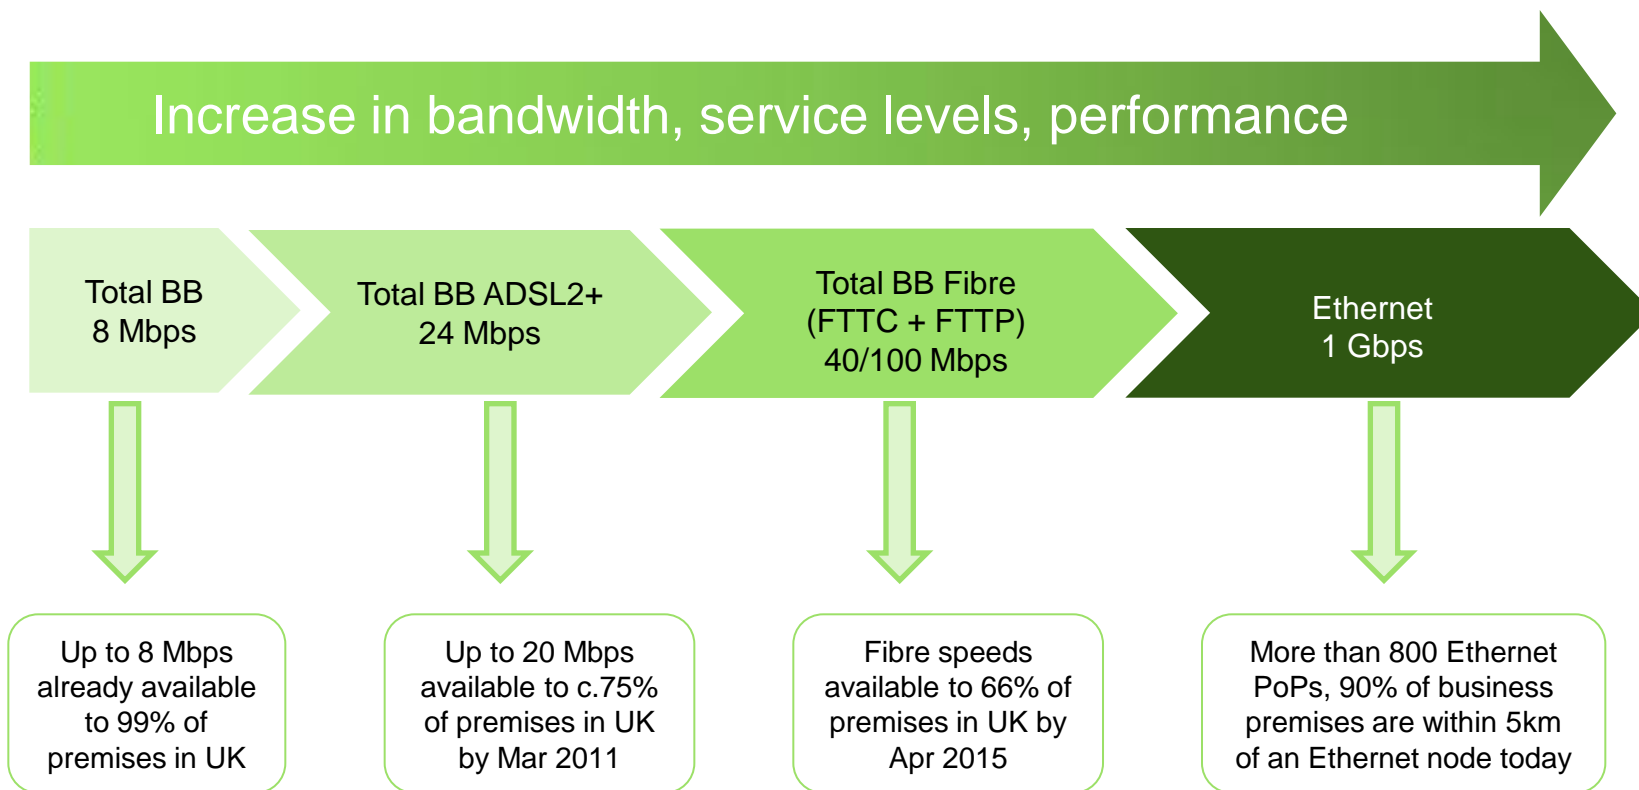 Increase in bandwidth, service levels, performance
Total BB
8 Mbps
Total BB ADSL2+
24 Mbps
Total BB Fibre
(FTTC + FTTP)
40/100 Mbps
Ethernet
1 Gbps
Up to 8 Mbps
already available
to 99% of
premises in UK
Up to 20 Mbps
available to c.75%
of premises in UK
by Mar 2011
Fibre speeds
available to 66% of
premises in UK by
Apr 2015
More than 800 Ethernet
PoPs, 90% of business
premises are within 5km
of an Ethernet node today